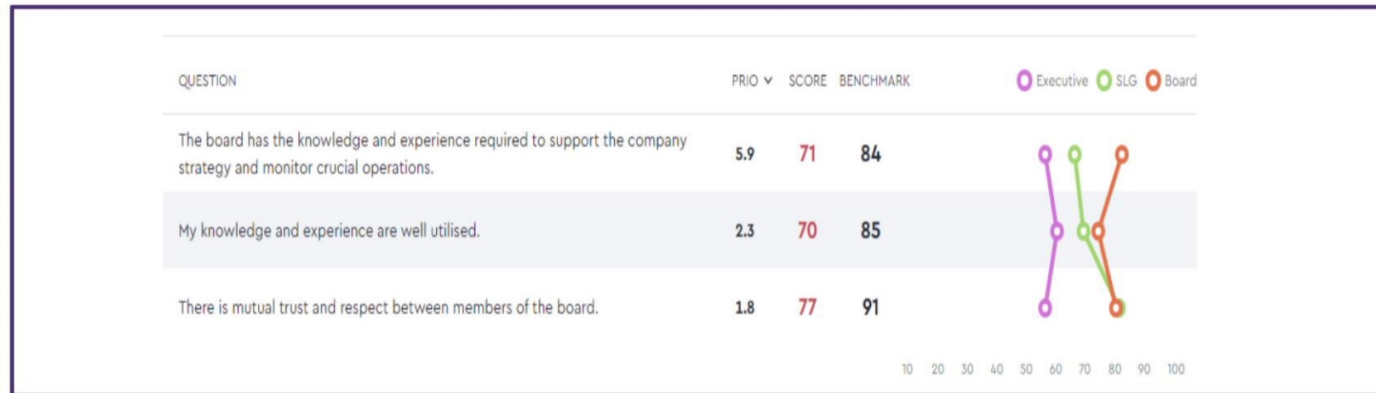 QUESTION PRIO SCORE BENCHMARK Executive SLG Board
The board has the knowledge and experience required to support the company
strategy and monitor crucial operations. 5.9 71 84
My knowledge and experience are well utilised. 2.3 70 85
There is mutual trust and respect between members of the board. 1.8 77 91
10 20 30 40 50 60 70 80 90 100